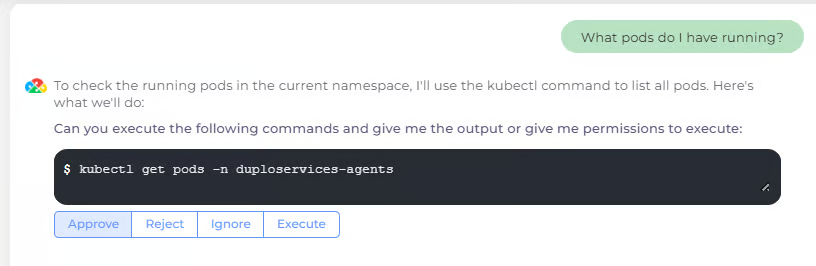 What pods do I have running?
To check the running pods in the current namespace, I'll use the kubectl command to list all pods. Here's
what we'll do:
Can you execute the following commands and give me the output or give me permissions to execute:
$ kubectl get pods -n duploservices-agents
Approve Reject Ignore Execute